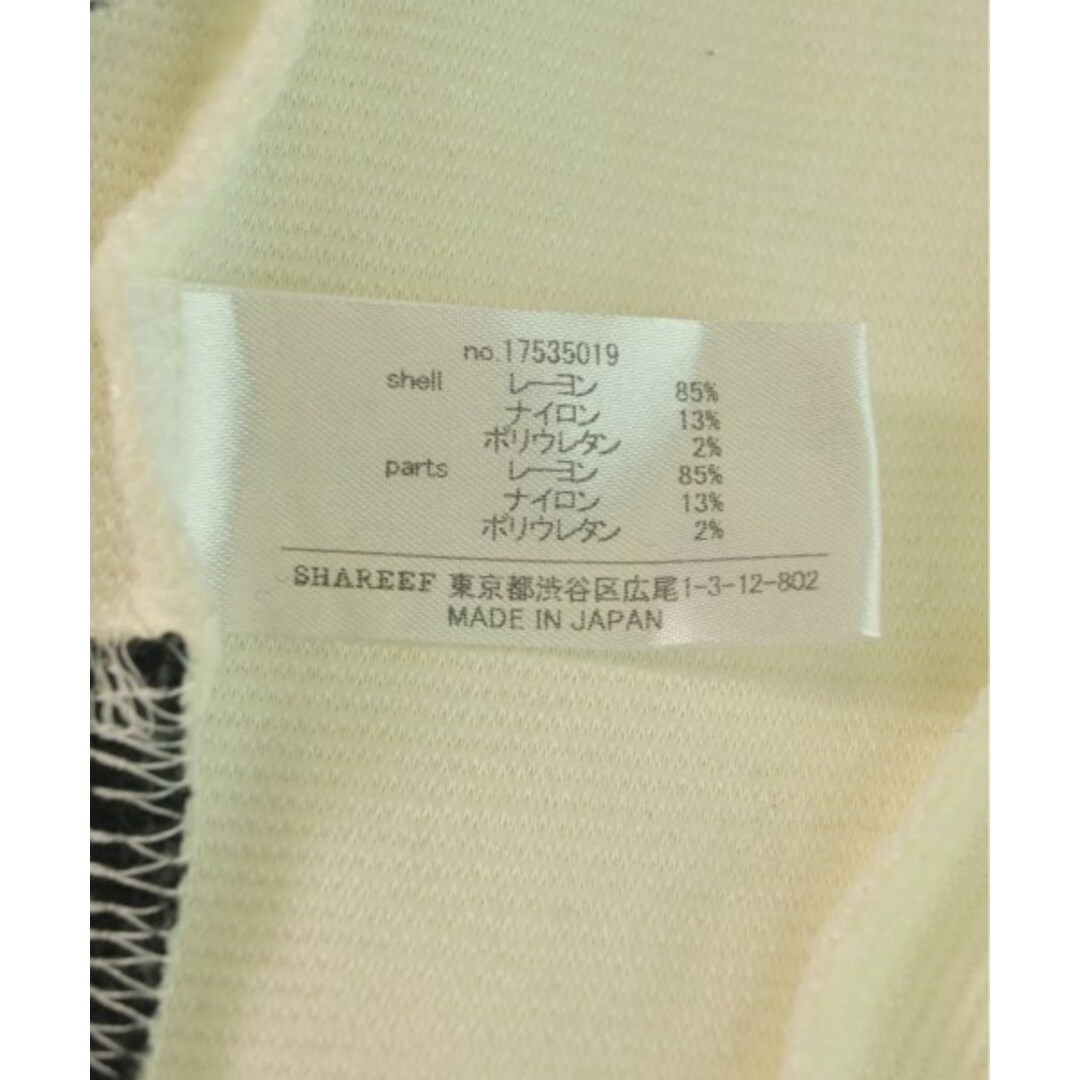 no.17535019
shell レーヨン 85%
ナイロン 13%
ポリウレタン 2%
parts レーヨン 85%
ナイロン 13%
ポリウレタン 2%
SHAREEF 東京都渋谷区広尾1-3-12-802
MADE IN JAPAN